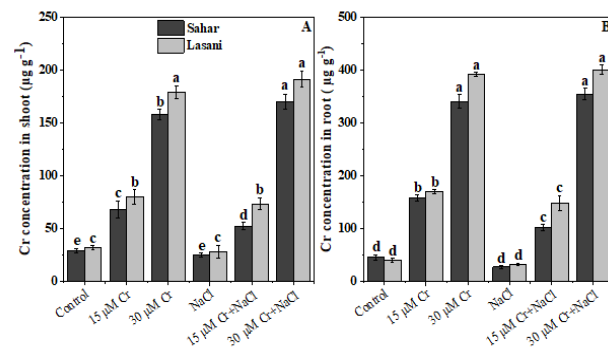 A
Sahar
Lasani
Cr concentration in shoot (µg g-1)
250
200
150
100
50
0
e c c b b a e c d b a a
Control
15 µM Cr
30 µM Cr
NaCl
15 µM Cr+NaCl
30 µM Cr+NaCl
B
Cr concentration in root ( µg g-1)
500
400
300
200
100
0
d d b b a a d d c c a a
Control
15 µM Cr
30 µM Cr
NaCl
15 µM Cr+NaCl
30 µM Cr+NaCl